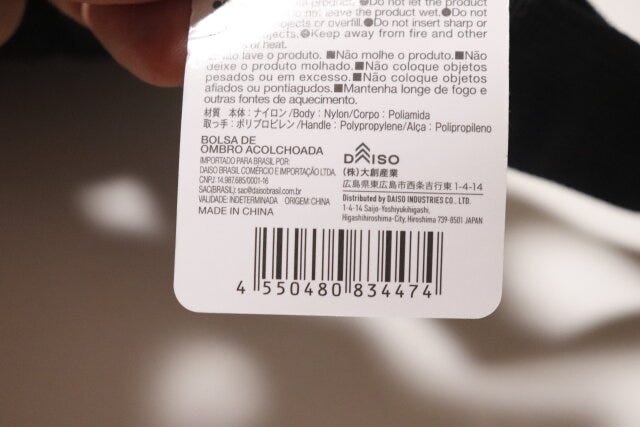 product. ●Do not let the product
not leave the product wet. ●Do not
objects or overfill. ●Do not insert sharp or
objects. ●Keep away from fire and other
of heat.
lave o produto. ■Não molhe o produto. ■Não
deixe o produto molhado. ■Não coloque objetos
pesados ou em excesso. ■Não coloque objetos
afiados ou pontiagudos. ■Mantenha longe de fogo e
outras fontes de aquecimento.
材質 本体：ナイロン/Body：Nylon/Corpo：Poliamida
取っ手：ポリプロピレン/Handle：Polypropylene/Alça：Polipropileno
BOLSA DE
OMBRO ACOLCHOADA
IMPORTADO PARA BRASIL POR:
DAISO BRASIL COMÉRCIO E IMPORTAÇÃO LTDA.
CNPJ: 14.987.685/0001-16
SAC(BRASIL): sac@daisobrasil.com.br
VALIDADE: INDETERMINADA ORIGEM: CHINA
MADE IN CHINA
DAISO
(株)大創産業
広島県東広島市西条吉行東1-4-14
Distributed by DAISO INDUSTRIES CO., LTD.
1-4-14 Saijo-Yoshiyukihigashi,
Higashihiroshima-City, Hiroshima 739-8501 JAPAN
4 550480 834474